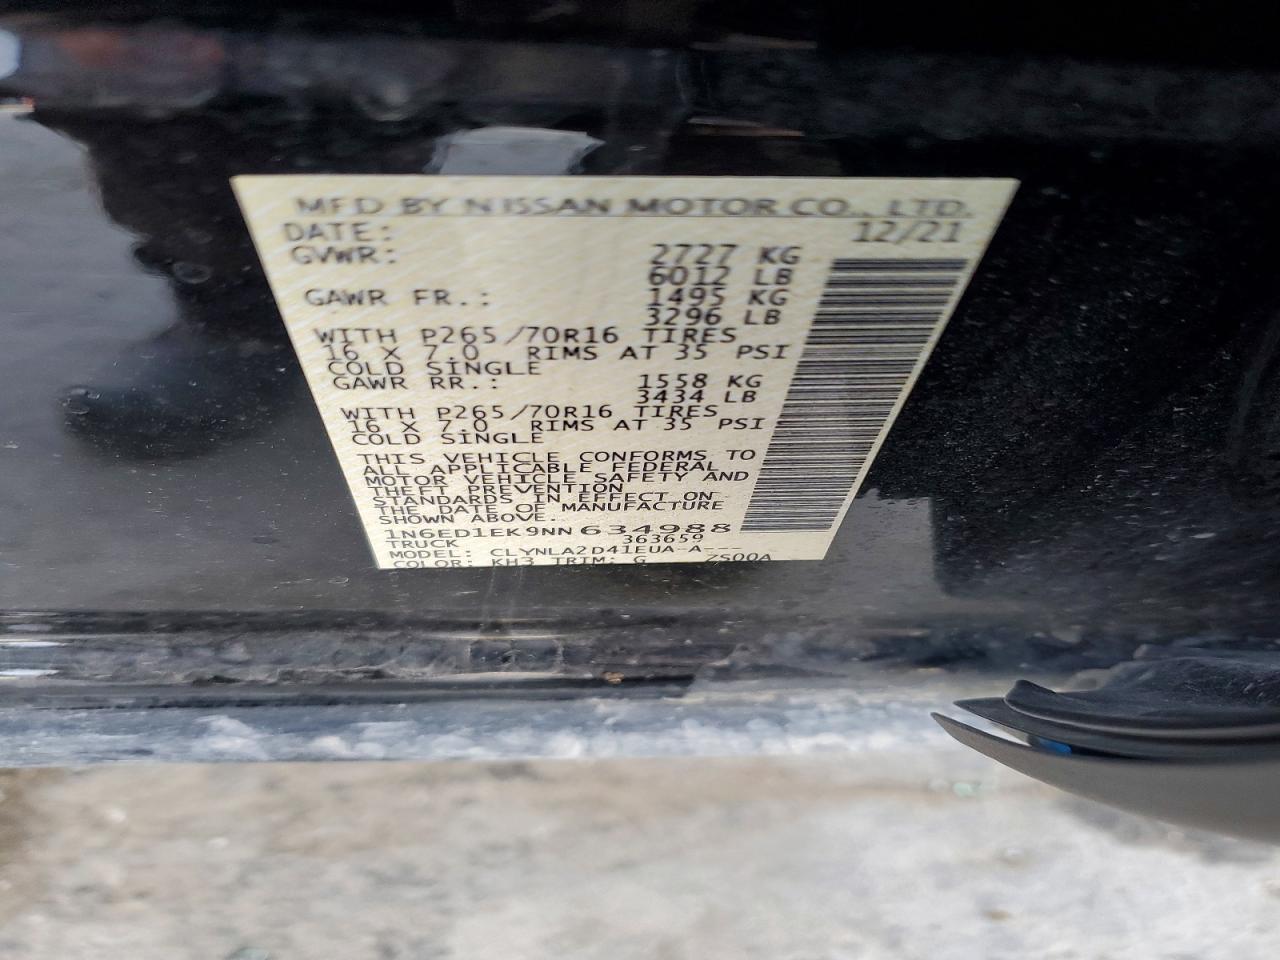 MFD BY NISSAN MOTOR CO., LTD.
DATE: 12/21
GVWR: 2727 KG
6012 LB
GAWR FR.: 1495 KG
3296 LB
WITH P265/70R16 TIRES
16 X 7.0 RIMS AT 35 PSI
COLD SINGLE
GAWR RR.: 1558 KG
3434 LB
WITH P265/70R16 TIRES
16 X 7.0 RIMS AT 35 PSI
COLD SINGLE
THIS VEHICLE CONFORMS TO
ALL APPLICABLE FEDERAL
MOTOR VEHICLE SAFETY AND
THEFT PREVENTION
STANDARDS IN EFFECT ON
THE DATE OF MANUFACTURE
SHOWN ABOVE.
1N6ED1EK9NN634988
TRUCK 363659
MODEL: CLYNLA2D41EUA-A---
COLOR: KH3 TRIM: G ZS00A